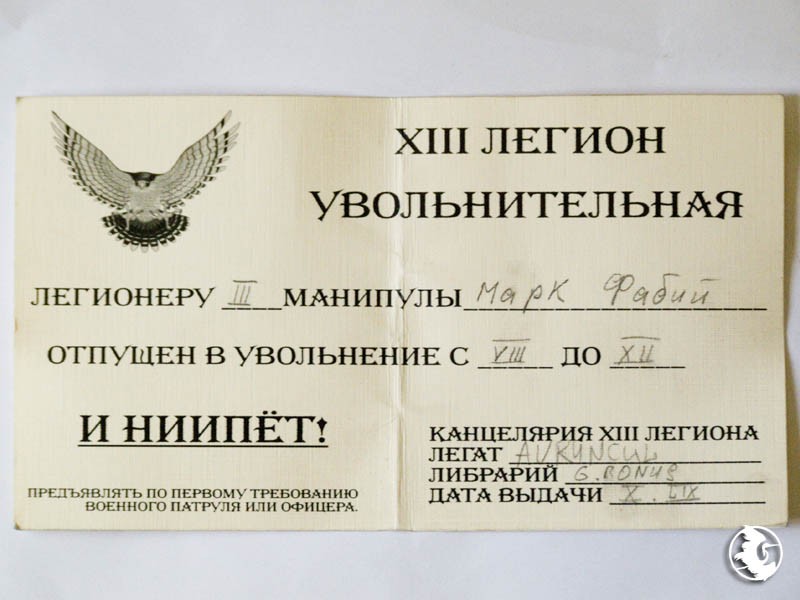 XIII ЛЕГИОН
УВОЛЬНИТЕЛЬНАЯ
ЛЕГИОНЕРУ III МАНИПУЛЫ Марк Фабий
ОТПУЩЕН В УВОЛЬНЕНИЕ С VIII ДО XII
И НИИПЁТ!
ПРЕДЪЯВЛЯТЬ ПО ПЕРВОМУ ТРЕБОВАНИЮ
ВОЕННОГО ПАТРУЛЯ ИЛИ ОФИЦЕРА.
КАНЦЕЛЯРИЯ XIII ЛЕГИОНА
ЛЕГАТ
ЛИБРАРИЙ G. BONUS
ДАТА ВЫДАЧИ X. LIX